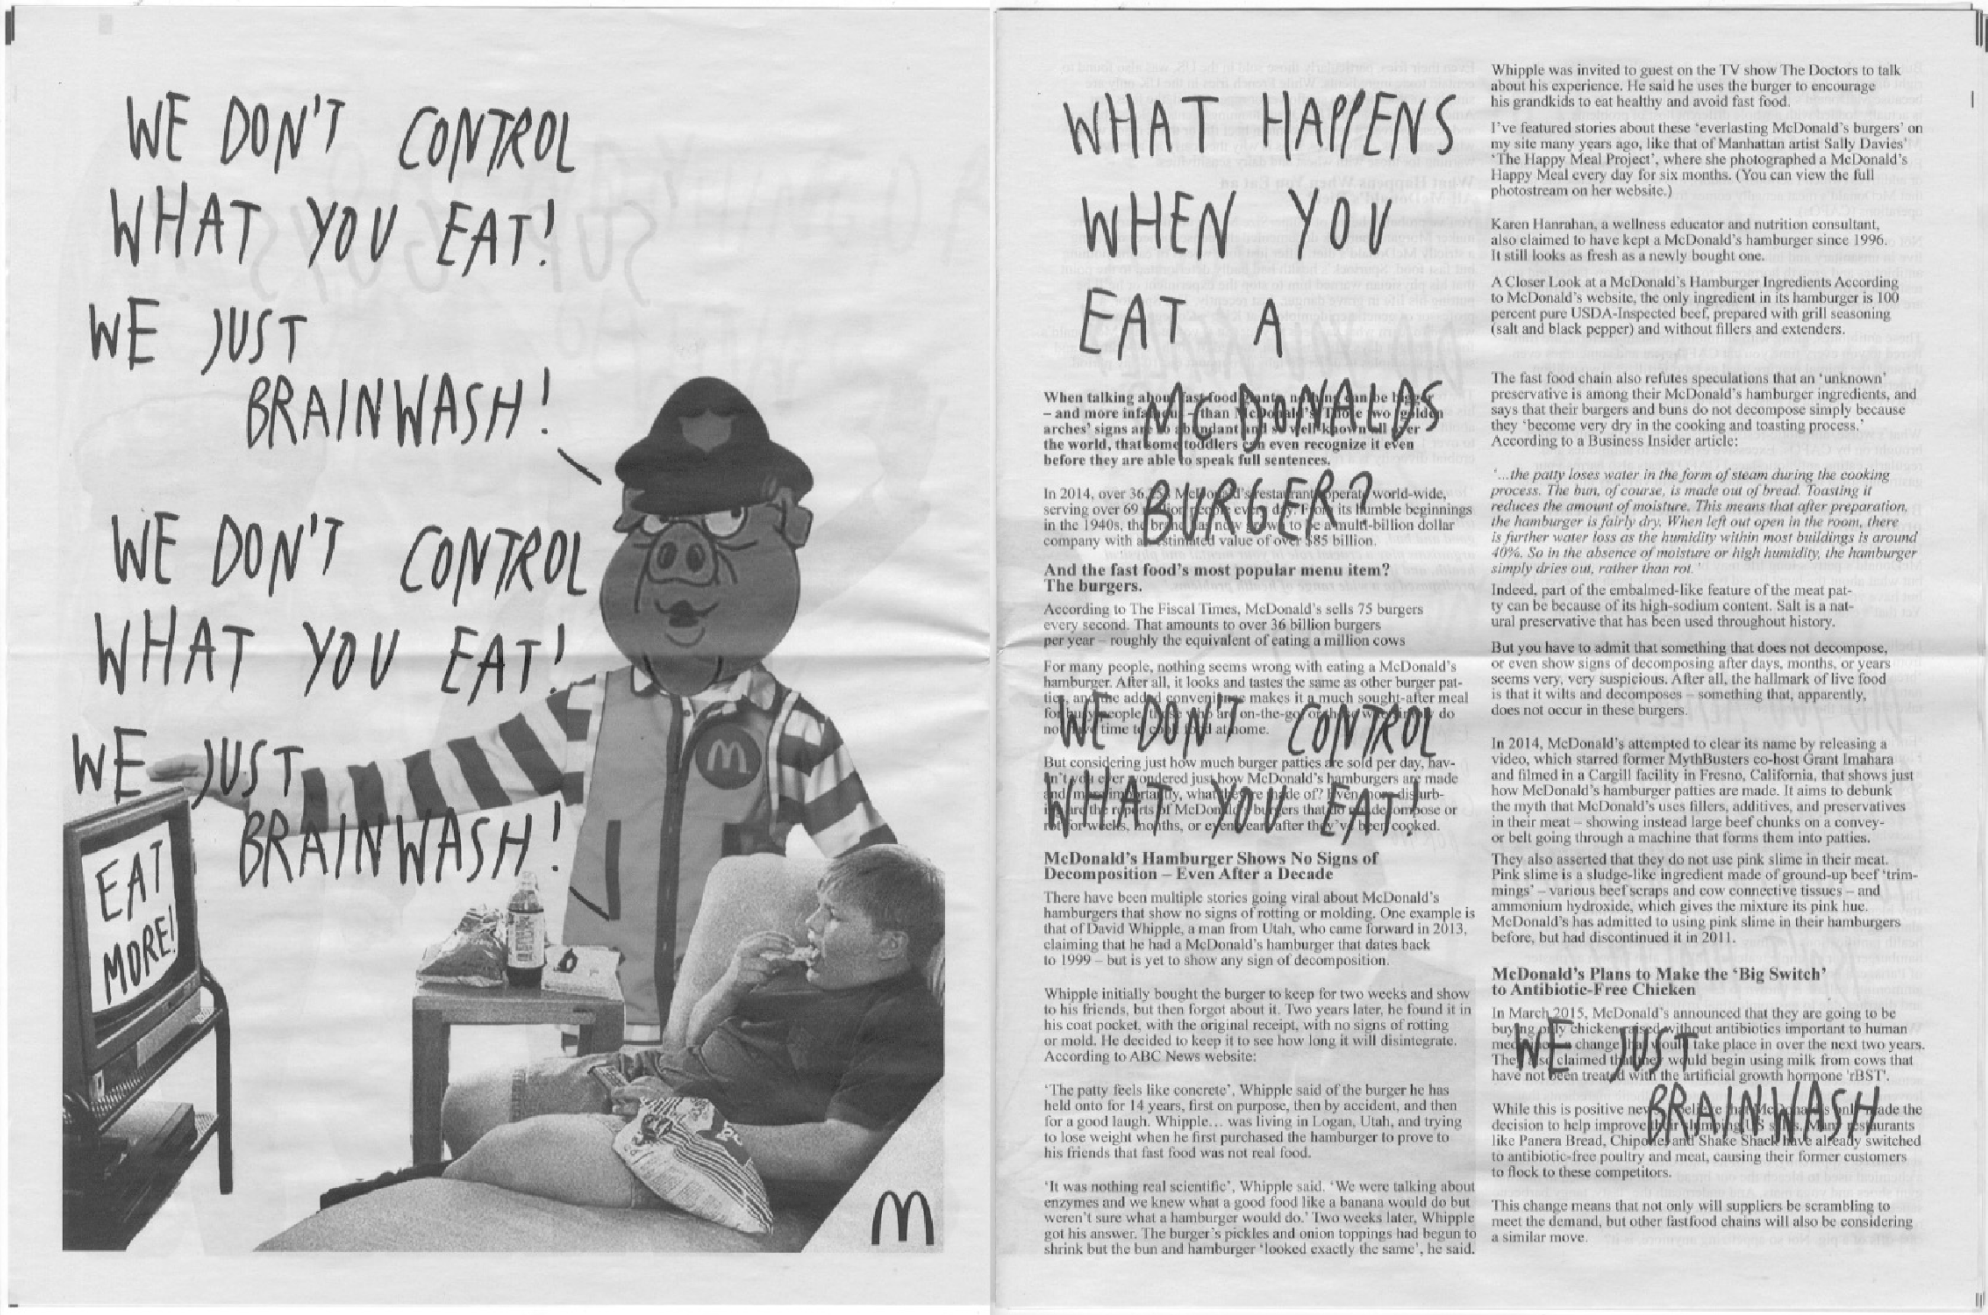 WE DON'T CONTROL
WHAT YOU EAT!
WE JUST
BRAINWASH!
WE DON'T CONTROL
WHAT YOU EAT!
WE JUST
BRAINWASH!
EAT
MORE!
WHAT HAPPENS
WHEN YOU
EAT A
MCDONALDS
BURGER?
When talking about fast food giants, nothing can be bigger
– and more infamous – than McDonald's. Those two 'golden
arches' signs are so abundant and so well-known all over
the world, that some toddlers can even recognize it even
before they are able to speak full sentences.
In 2014, over 36, McDonald's restaurants operate world-wide,
serving over 69 million people every day. From its humble beginnings
in the 1940s, the brand has now grown to be a multi-billion dollar
company with an estimated value of over $85 billion.
And the fast food's most popular menu item?
The burgers.
According to The Fiscal Times, McDonald's sells 75 burgers
every second. That amounts to over 36 billion burgers
per year – roughly the equivalent of eating a million cows
For many people, nothing seems wrong with eating a McDonald's
hamburger. After all, it looks and tastes the same as other burger pat-
ties, and the added convenience makes it a much sought-after meal
for busy people, those who are on-the-go, or those who simply do
not have time to cook food at home.
WE DON'T CONTROL
But considering just how much burger patties are sold per day, hav-
n't you ever wondered just how McDonald's hamburgers are made
and more importantly, what they're made of? Even more disturb-
ing are the reports of McDonald's burgers that do not decompose or
rot for weeks, months, or even years after they've been cooked.
WHAT YOU EAT!
McDonald's Hamburger Shows No Signs of
Decomposition – Even After a Decade
There have been multiple stories going viral about McDonald's
hamburgers that show no signs of rotting or molding. One example is
that of David Whipple, a man from Utah, who came forward in 2013,
claiming that he had a McDonald's hamburger that dates back
to 1999 – but is yet to show any sign of decomposition.
Whipple initially bought the burger to keep for two weeks and show
to his friends, but then forgot about it. Two years later, he found it in
his coat pocket, with the original receipt, with no signs of rotting
or mold. He decided to keep it to see how long it will disintegrate.
According to ABC News website:
'The patty feels like concrete', Whipple said of the burger he has
held onto for 14 years, first on purpose, then by accident, and then
for a good laugh. Whipple... was living in Logan, Utah, and trying
to lose weight when he first purchased the hamburger to prove to
his friends that fast food was not real food.
'It was nothing real scientific', Whipple said. 'We were talking about
enzymes and we knew what a good food like a banana would do but
weren't sure what a hamburger would do.' Two weeks later, Whipple
got his answer. The burger's pickles and onion toppings had begun to
shrink but the bun and hamburger 'looked exactly the same', he said.
Whipple was invited to guest on the TV show The Doctors to talk
about his experience. He said he uses the burger to encourage
his grandkids to eat healthy and avoid fast food.
I've featured stories about these 'everlasting McDonald's burgers' on
my site many years ago, like that of Manhattan artist Sally Davies'
'The Happy Meal Project', where she photographed a McDonald's
Happy Meal every day for six months. (You can view the full
photostream on her website.)
Karen Hanrahan, a wellness educator and nutrition consultant,
also claimed to have kept a McDonald's hamburger since 1996.
It still looks as fresh as a newly bought one.
A Closer Look at a McDonald's Hamburger Ingredients According
to McDonald's website, the only ingredient in its hamburger is 100
percent pure USDA-Inspected beef, prepared with grill seasoning
(salt and black pepper) and without fillers and extenders.
The fast food chain also refutes speculations that an 'unknown'
preservative is among their McDonald's hamburger ingredients, and
says that their burgers and buns do not decompose simply because
they 'become very dry in the cooking and toasting process.'
According to a Business Insider article:
'...the patty loses water in the form of steam during the cooking
process. The bun, of course, is made out of bread. Toasting it
reduces the amount of moisture. This means that after preparation,
the hamburger is fairly dry. When left out open in the room, there
is further water loss as the humidity within most buildings is around
40%. So in the absence of moisture or high humidity, the hamburger
simply dries out, rather than rot.'
Indeed, part of the embalmed-like feature of the meat pat-
ty can be because of its high-sodium content. Salt is a nat-
ural preservative that has been used throughout history.
But you have to admit that something that does not decompose,
or even show signs of decomposing after days, months, or years
seems very, very suspicious. After all, the hallmark of live food
is that it wilts and decomposes – something that, apparently,
does not occur in these burgers.
In 2014, McDonald's attempted to clear its name by releasing a
video, which starred former MythBusters co-host Grant Imahara
and filmed in a Cargill facility in Fresno, California, that shows just
how McDonald's hamburger patties are made. It aims to debunk
the myth that McDonald's uses fillers, additives, and preservatives
in their meat – showing instead large beef chunks on a convey-
or belt going through a machine that forms them into patties.
They also asserted that they do not use pink slime in their meat.
Pink slime is a sludge-like ingredient made of ground-up beef 'trim-
mings' – various beef scraps and cow connective tissues – and
ammonium hydroxide, which gives the mixture its pink hue.
McDonald's has admitted to using pink slime in their hamburgers
before, but had discontinued it in 2011.
McDonald's Plans to Make the 'Big Switch'
to Antibiotic-Free Chicken
In March 2015, McDonald's announced that they are going to be
buying only chicken raised without antibiotics important to human
medicine – a change that would take place in over the next two years.
They also claimed that they would begin using milk from cows that
have not been treated with the artificial growth hormone 'rBST'.
WE JUST
BRAINWASH
While this is positive news, I believe that McDonald's only made the
decision to help improve their slumping US sales. Many restaurants
like Panera Bread, Chipotle, and Shake Shack have already switched
to antibiotic-free poultry and meat, causing their former customers
to flock to these competitors.
This change means that not only will suppliers be scrambling to
meet the demand, but other fastfood chains will also be considering
a similar move.